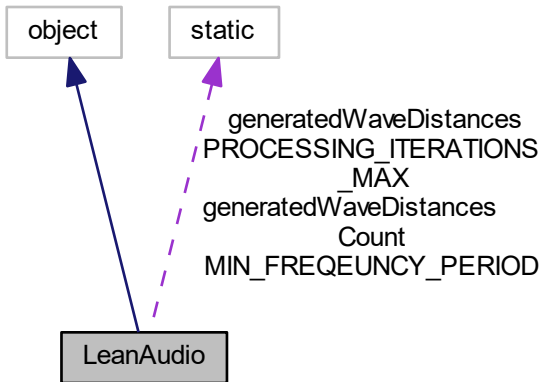 object
static
generatedWaveDistances
PROCESSING_ITERATIONS
_MAX
generatedWaveDistances
Count
MIN_FREQEUNCY_PERIOD
LeanAudio